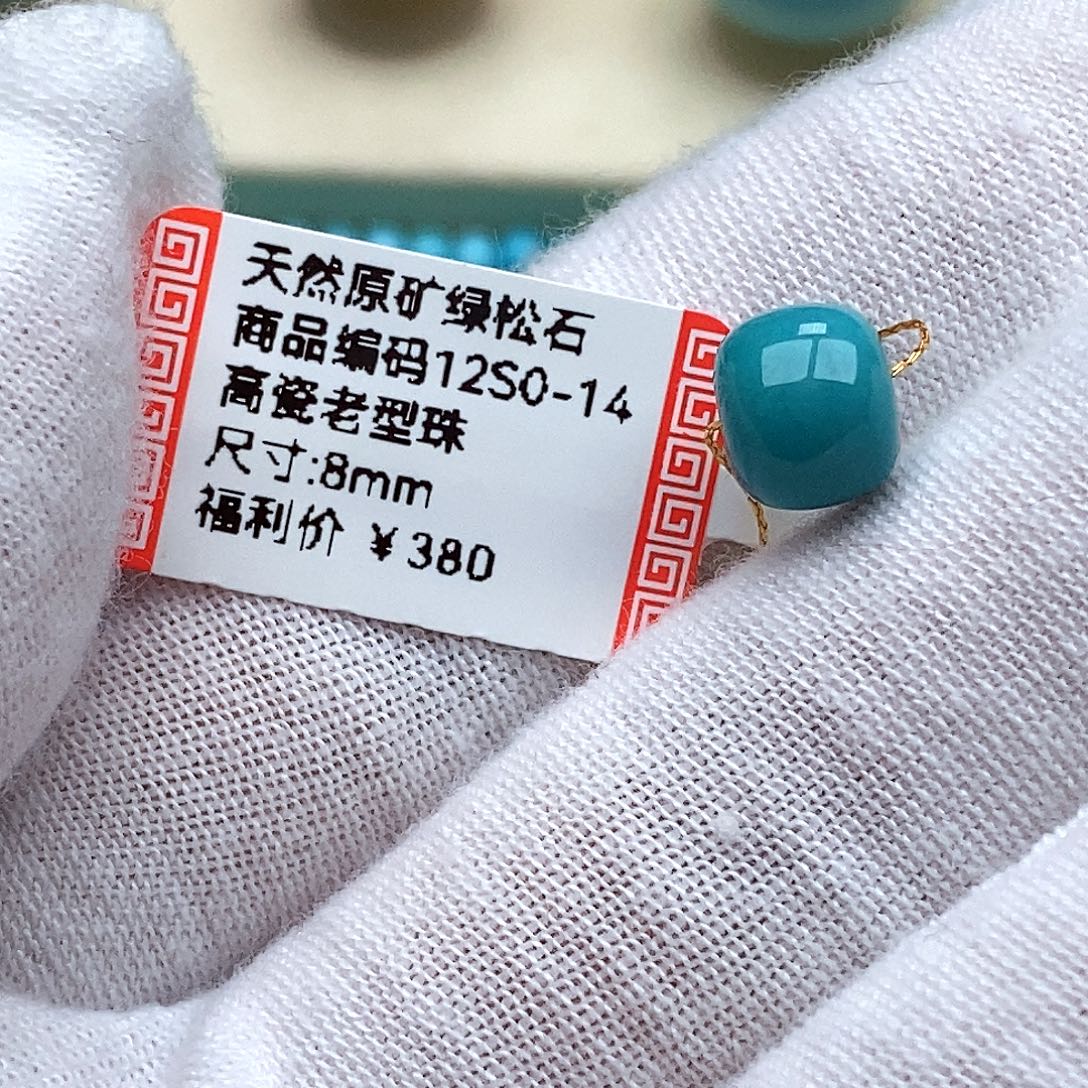 天然原矿绿松石
商品编码12S0-14
高瓷老型珠
尺寸:8mm
福利价 ¥380